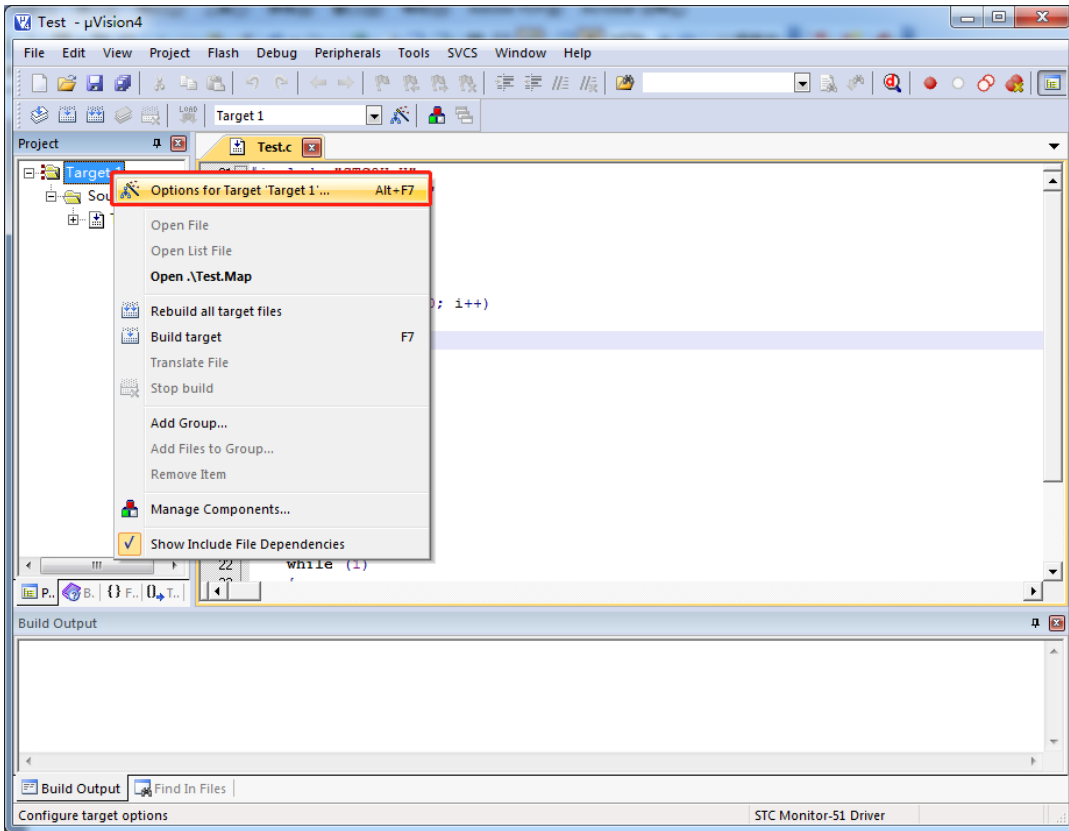 Test - µVision4
File Edit View Project Flash Debug Peripherals Tools SVCS Window Help
LOAD
Target 1
Project
Test.c
Target 1
Options for Target 'Target 1'... Alt+F7
Sou
Open File
Open List File
Open .\Test.Map
; i++)
Rebuild all target files
Build target F7
Translate File
Stop build
Add Group...
Add Files to Group...
Remove Item
Manage Components...
Show Include File Dependencies
22 while (1)
P.. B.. {} F.. T..
Build Output
Build Output Find In Files
Configure target options STC Monitor-51 Driver